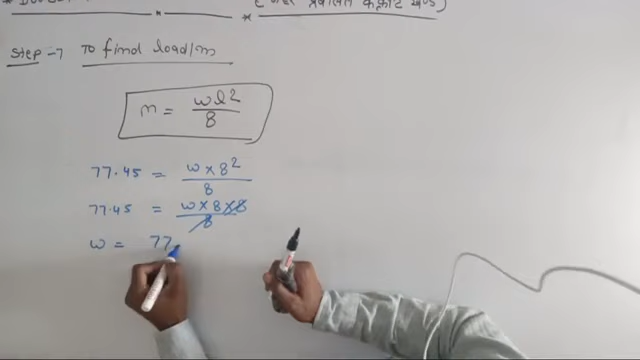 Step-7 To find load/m
M = wl²/8
77.45 = w×8²/8
77.45 = w×8×8/8
w = 77.